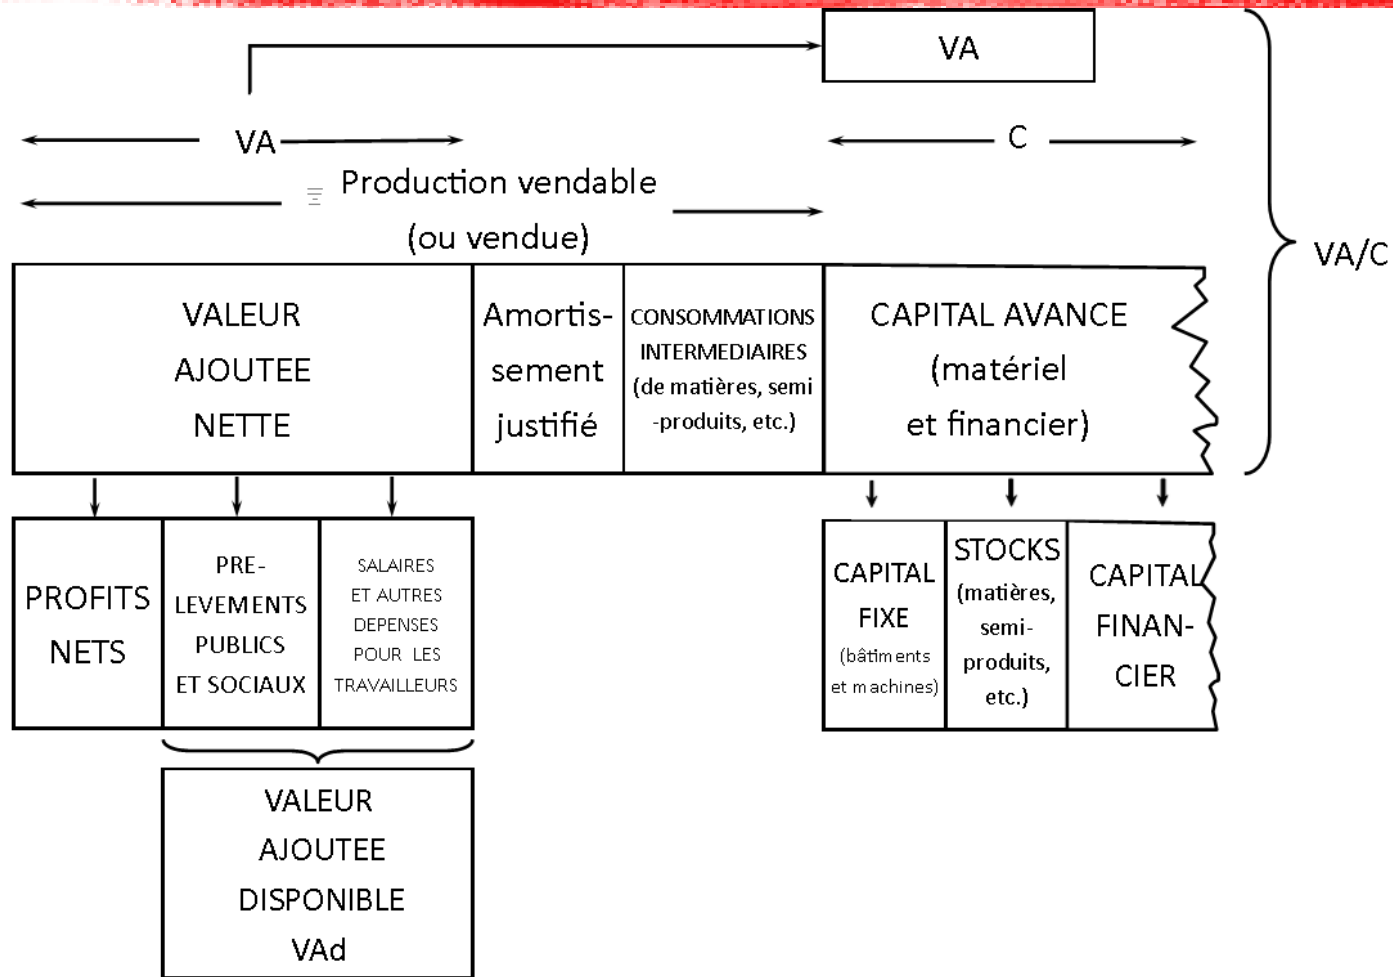 VA
VA
C
Production vendable
(ou vendue)
VA/C
VALEUR
AJOUTEE
NETTE
Amortis-
sement
justifié
CONSOMMATIONS
INTERMEDIAIRES
(de matières, semi
-produits, etc.)
CAPITAL AVANCE
(matériel
et financier)
PROFITS
NETS
PRE-
LEVEMENTS
PUBLICS
ET SOCIAUX
SALAIRES
ET AUTRES
DEPENSES
POUR LES
TRAVAILLEURS
CAPITAL
FIXE
(bâtiments
et machines)
STOCKS
(matières,
semi-
produits,
etc.)
CAPITAL
FINAN-
CIER
VALEUR
AJOUTEE
DISPONIBLE
VAd